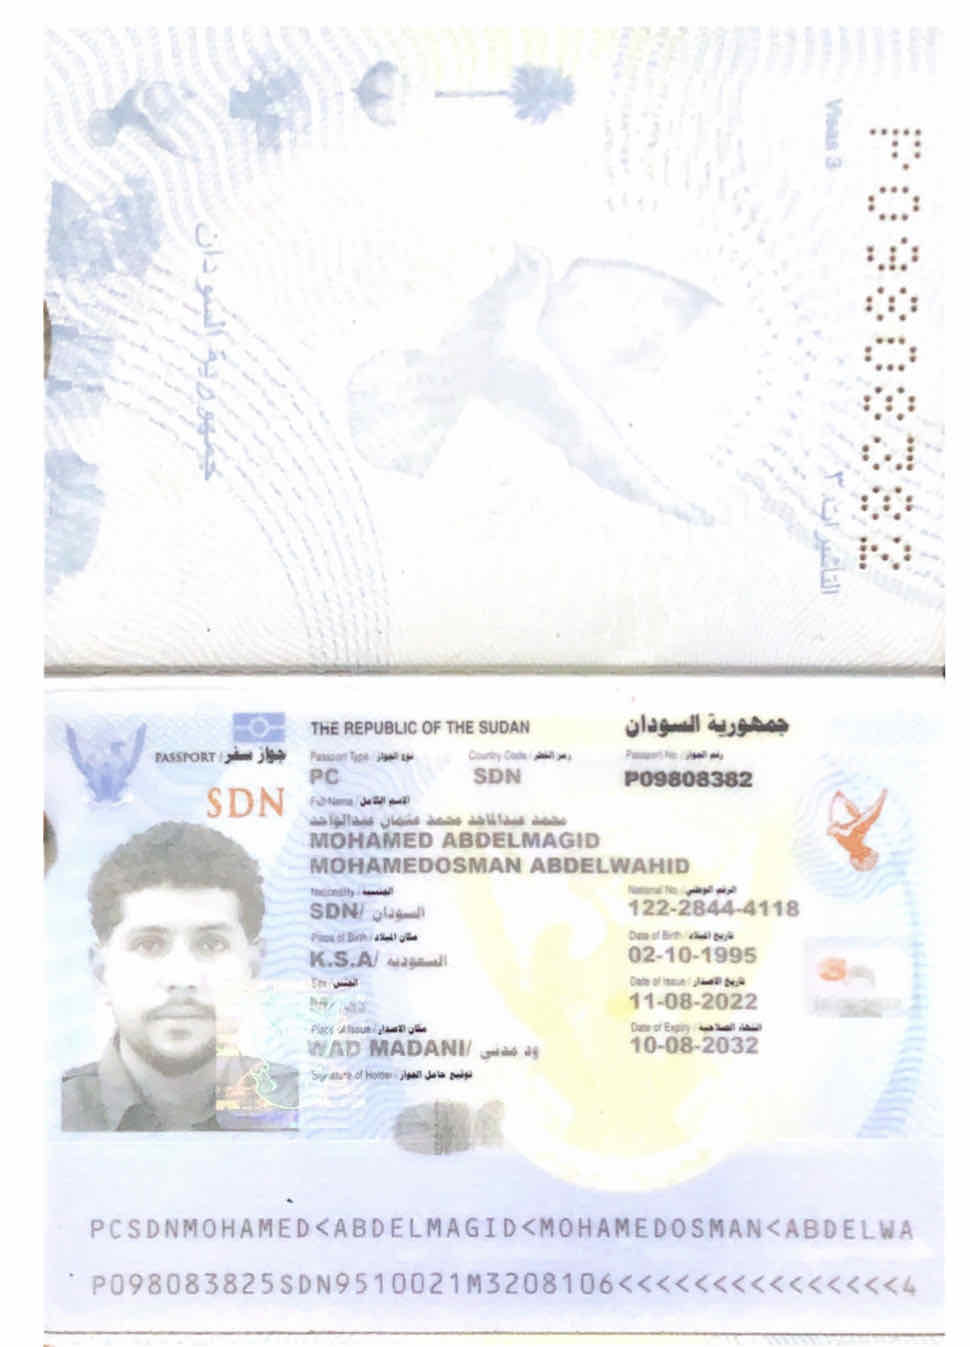 Visas 3
P09808382
جمهورية السودان
التأشيرات ٣
THE REPUBLIC OF THE SUDAN
جمهورية السودان
PASSPORT / جواز سفر
Passport Type / نوع الجواز
Country Code / رمز القطر
Passport No. / رقم الجواز
PC
SDN
P09808382
SDN
Full Name / الاسم الكامل
محمد عبدالماجد محمد عثمان عبدالواحد
MOHAMED ABDELMAGID
MOHAMEDOSMAN ABDELWAHID
Nationality / الجنسية
National No. / الرقم الوطني
SDN/ السودان
122-2844-4118
Place of Birth / مكان الميلاد
Date of Birth / تاريخ الميلاد
K.S.A/ السعودية
02-10-1995
Sex / الجنس
Date of Issue / تاريخ الاصدار
11-08-2022
Place of Issue / مكان الاصدار
Date of Expiry / انتهاء الصلاحية
WAD MADANI/ ود مدني
10-08-2032
Signature of Holder / توقيع حامل الجواز
PCSDNMOHAMED<ABDELMAGID<MOHAMEDOSMAN<ABDELWA
P098083825SDN9510021M3208106<<<<<<<<<<<<<<<4